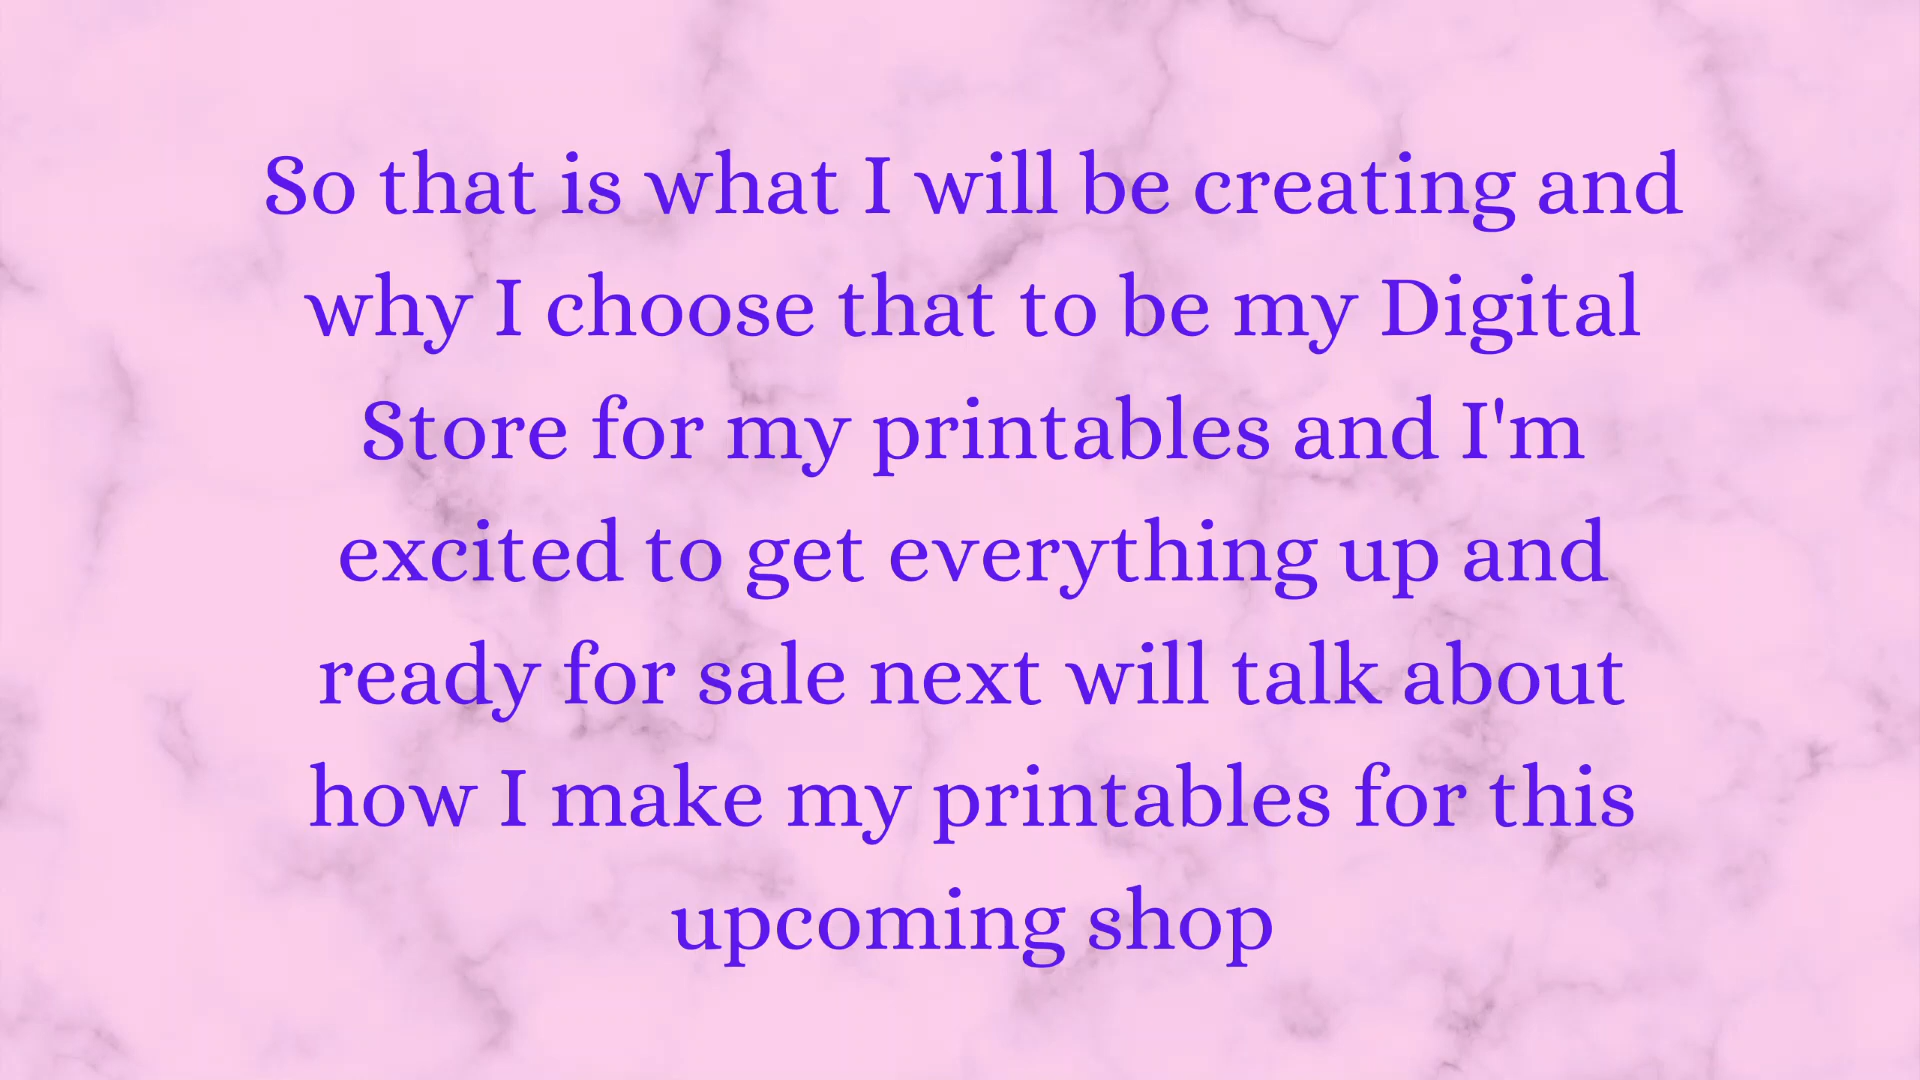 So that is what I will be creating and
why I choose that to be my Digital
Store for my printables and I'm
excited to get everything up and
ready for sale next will talk about
how I make my printables for this
upcoming shop